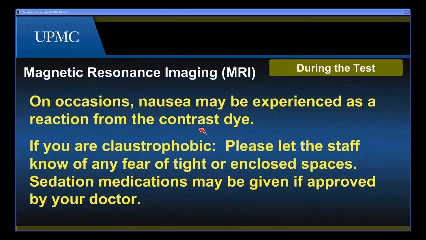 UPMC
Magnetic Resonance Imaging (MRI)
During the Test
On occasions, nausea may be experienced as a
reaction from the contrast dye.
If you are claustrophobic: Please let the staff
know of any fear of tight or enclosed spaces.
Sedation medications may be given if approved
by your doctor.